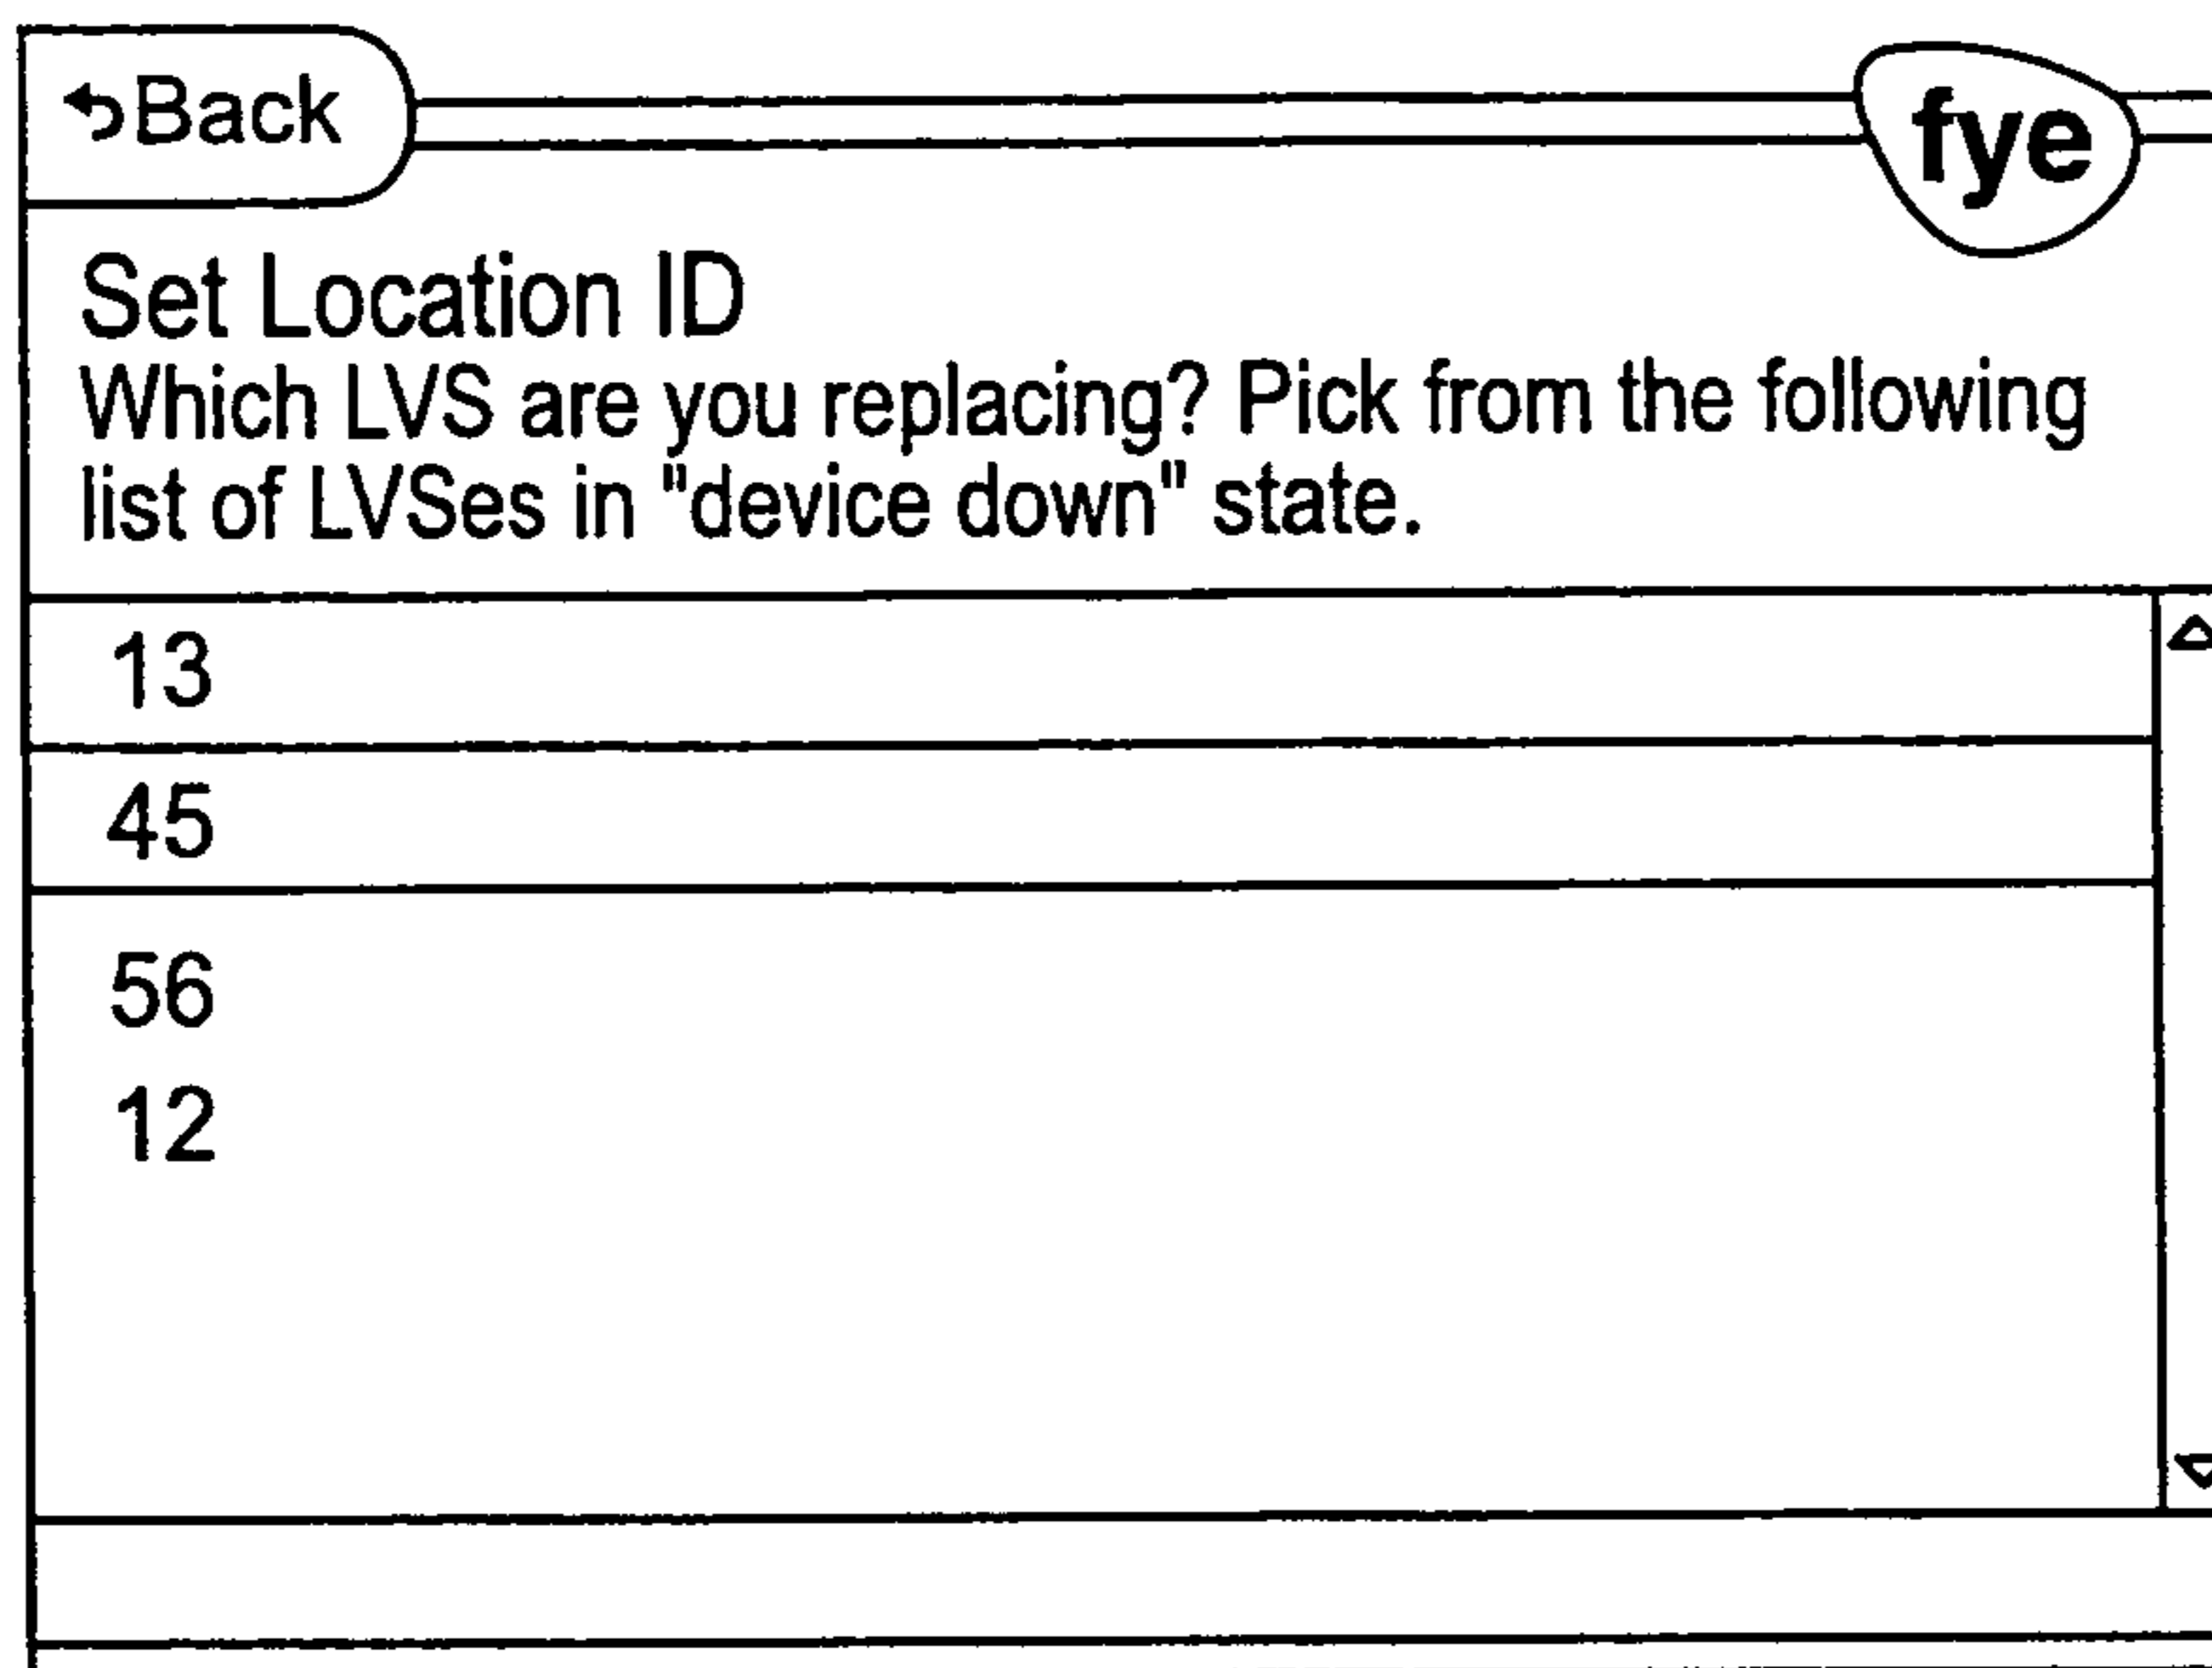 Back
fye
Set Location ID
Which LVS are you replacing? Pick from the following
list of LVSes in "device down" state.
13
45
56
12